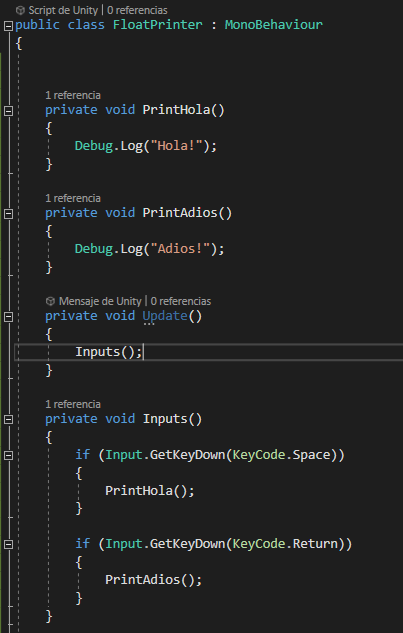 Script de Unity | 0 referencias
public class FloatPrinter : MonoBehaviour
{
1 referencia
private void PrintHola()
{
Debug.Log("Hola!");
}
1 referencia
private void PrintAdios()
{
Debug.Log("Adios!");
}
Mensaje de Unity | 0 referencias
private void Update()
{
Inputs();
}
1 referencia
private void Inputs()
{
if (Input.GetKeyDown(KeyCode.Space))
{
PrintHola();
}
if (Input.GetKeyDown(KeyCode.Return))
{
PrintAdios();
}
}